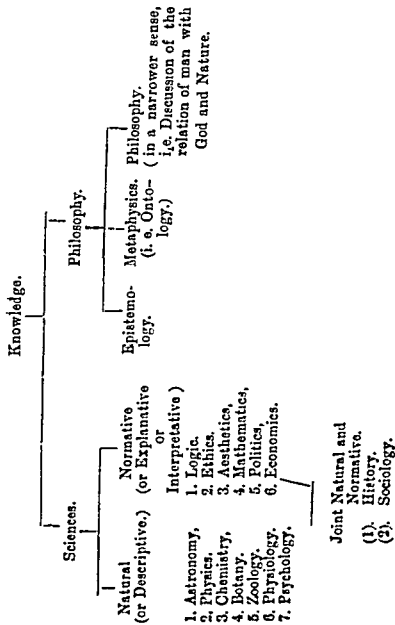 Knowledge.
Sciences.
Philosophy.
Natural
(or Descriptive.)
1. Astronomy,
2. Physics.
3. Chemistry,
4. Botany.
5. Zoology.
6. Physiology.
7. Psychology.
Normative
(or Explanative
or
Interpretative)
1. Logic.
2. Ethics.
3. Aesthetics,
4. Mathematics,
5. Politics,
6. Economics.
Joint Natural and
Normative.
(1). History.
(2). Sociology.
Epistemo-
logy.
Metaphysics.
(i. e. Onto-
logy.)
Philosophy.
( in a narrower sense,
i.e. Discussion of the
relation of man with
God and Nature.